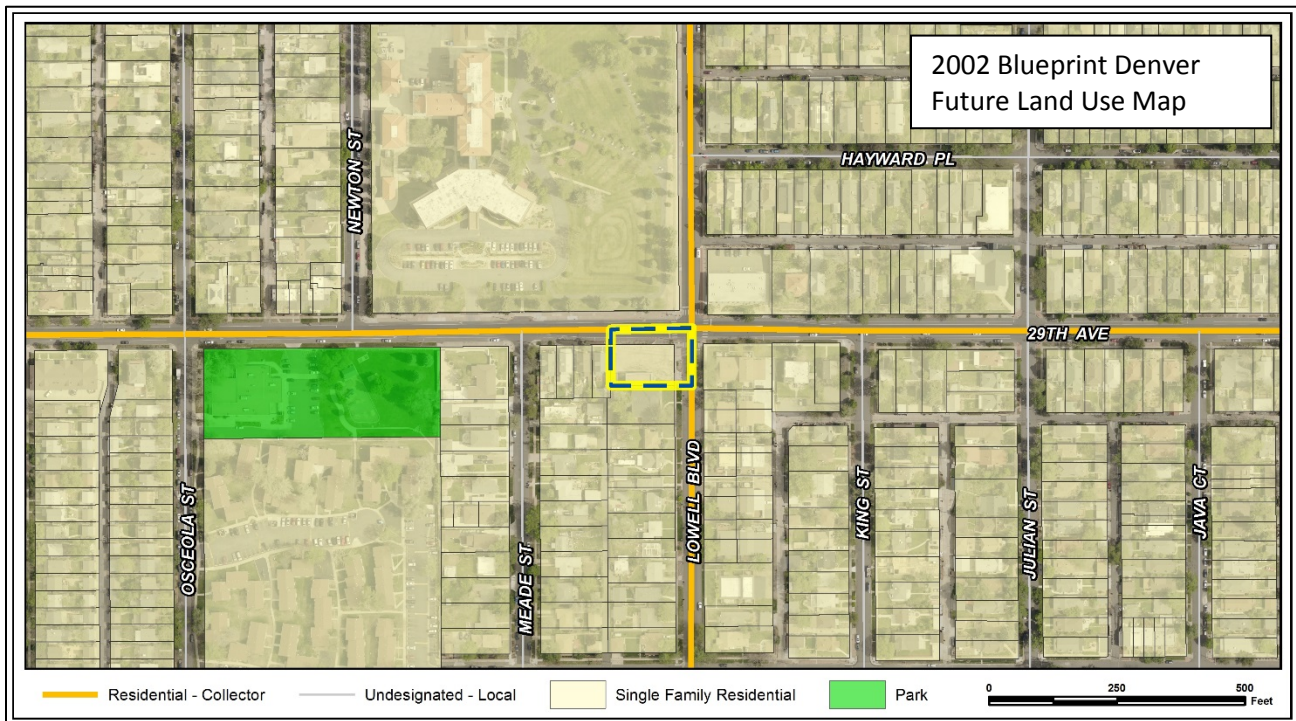 2002 Blueprint Denver
Future Land Use Map
NEWTON ST
HAYWARD PL
29TH AVE
OSCEOLA ST
MEADE ST
LOWELL BLVD
KING ST
JULIAN ST
JAVA CT
Residential - Collector
Undesignated - Local
Single Family Residential
Park
0 250 500
Feet